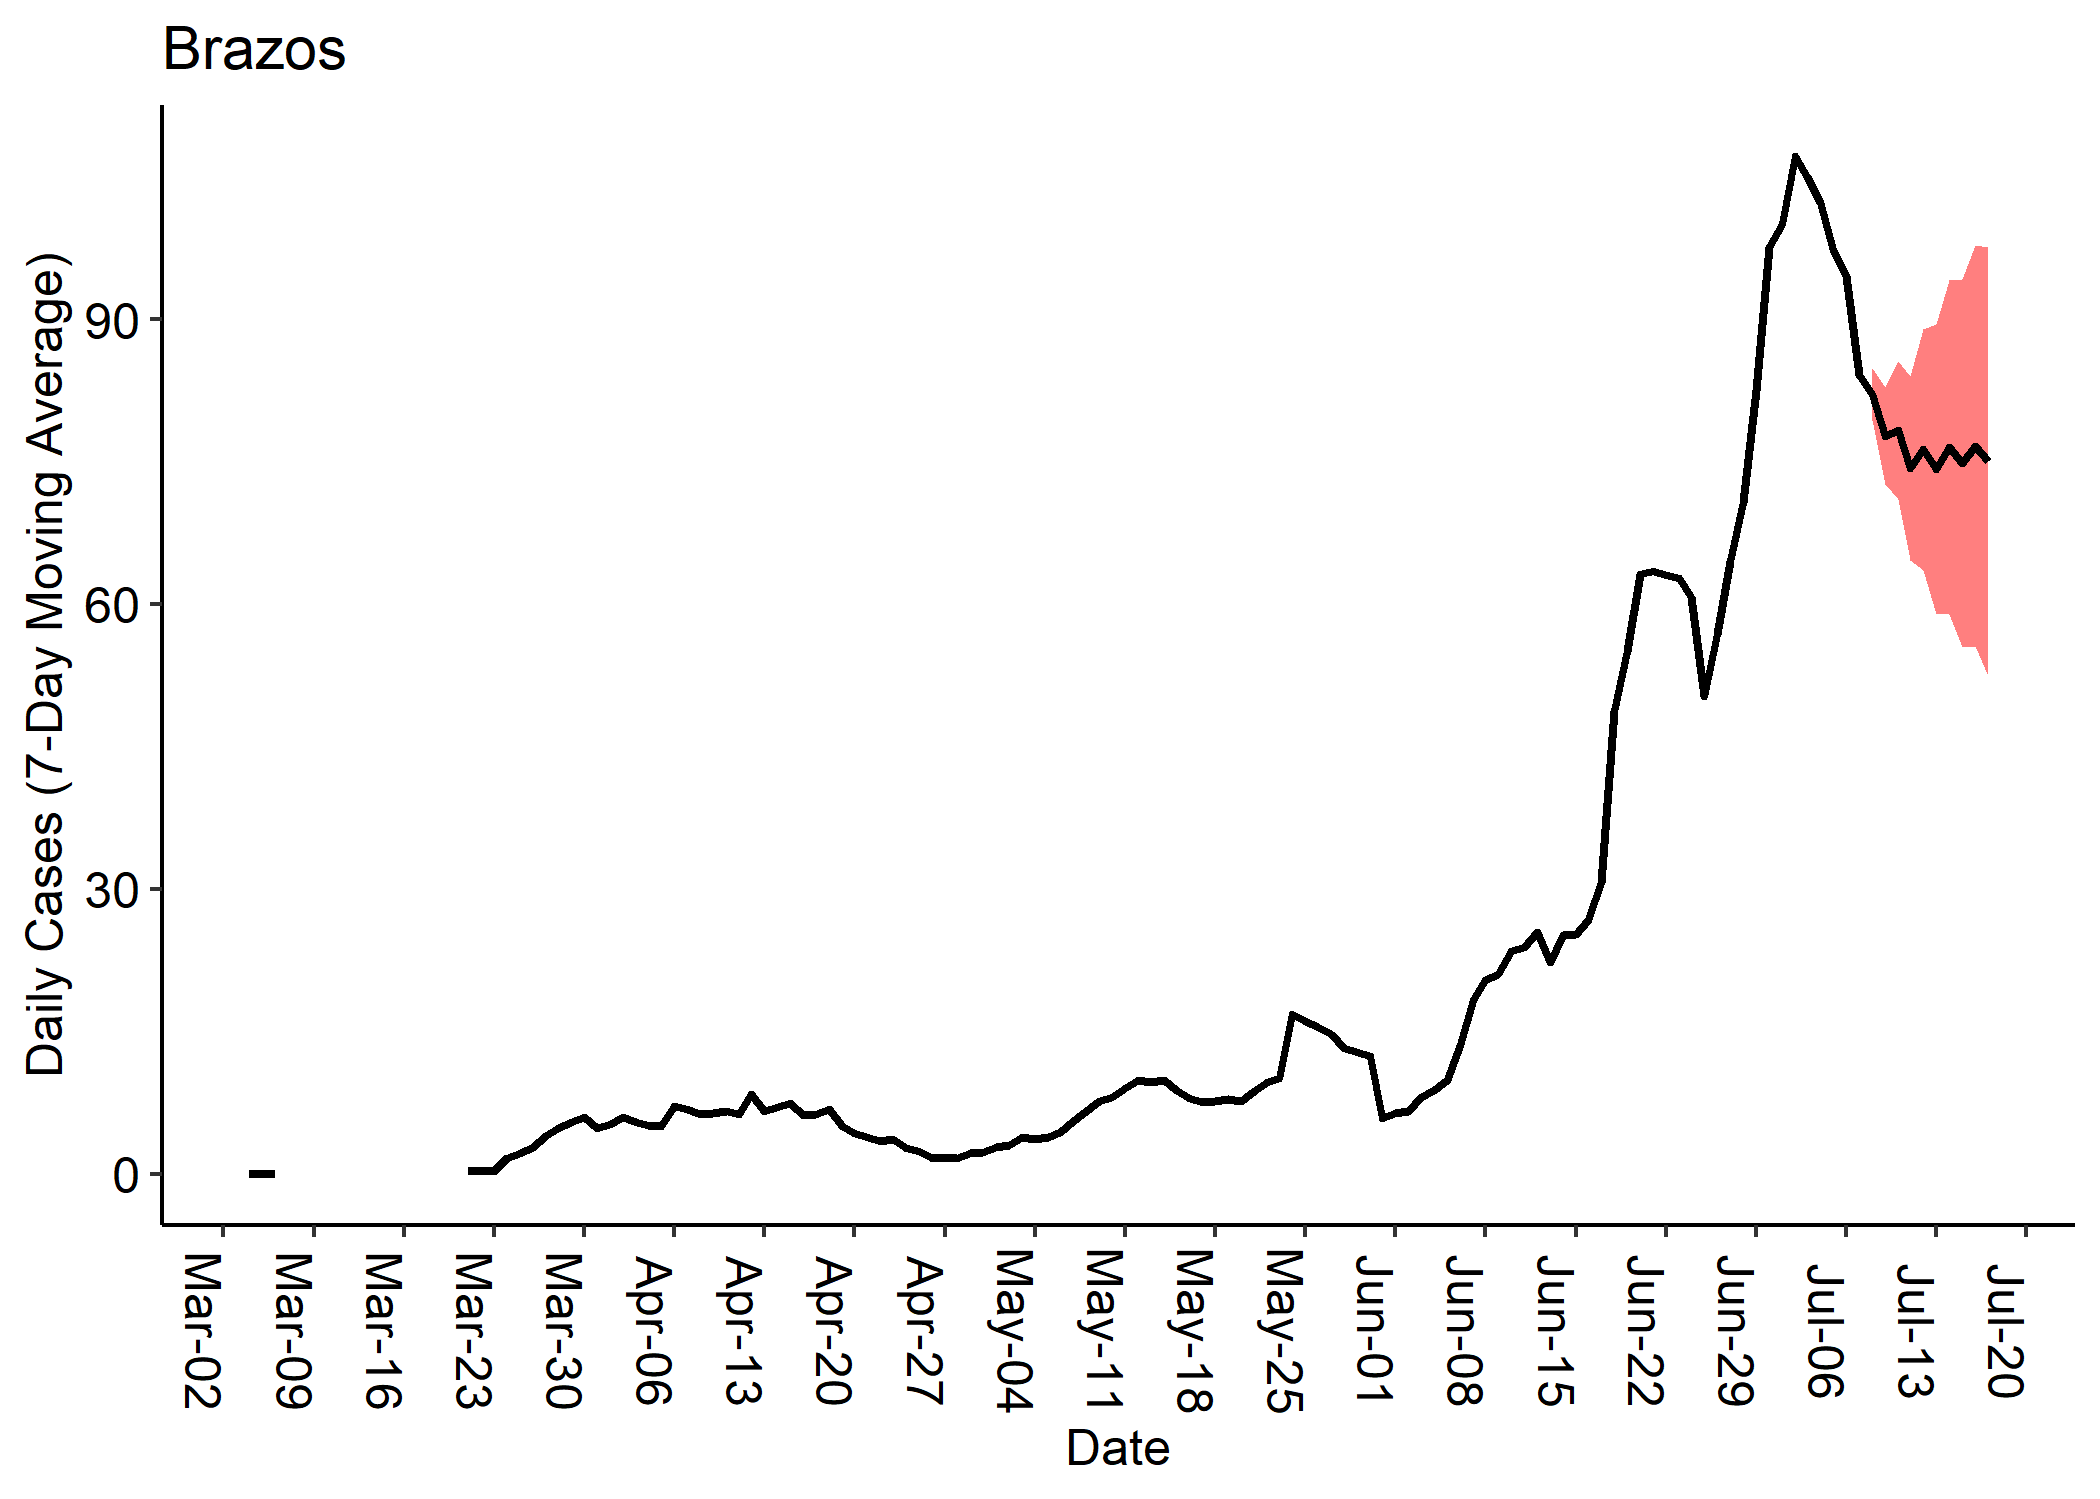 Brazos
Daily Cases (7-Day Moving Average)
90
60
30
0
Mar-02
Mar-09
Mar-16
Mar-23
Mar-30
Apr-06
Apr-13
Apr-20
Apr-27
May-04
May-11
May-18
May-25
Jun-01
Jun-08
Jun-15
Jun-22
Jun-29
Jul-06
Jul-13
Jul-20
Date